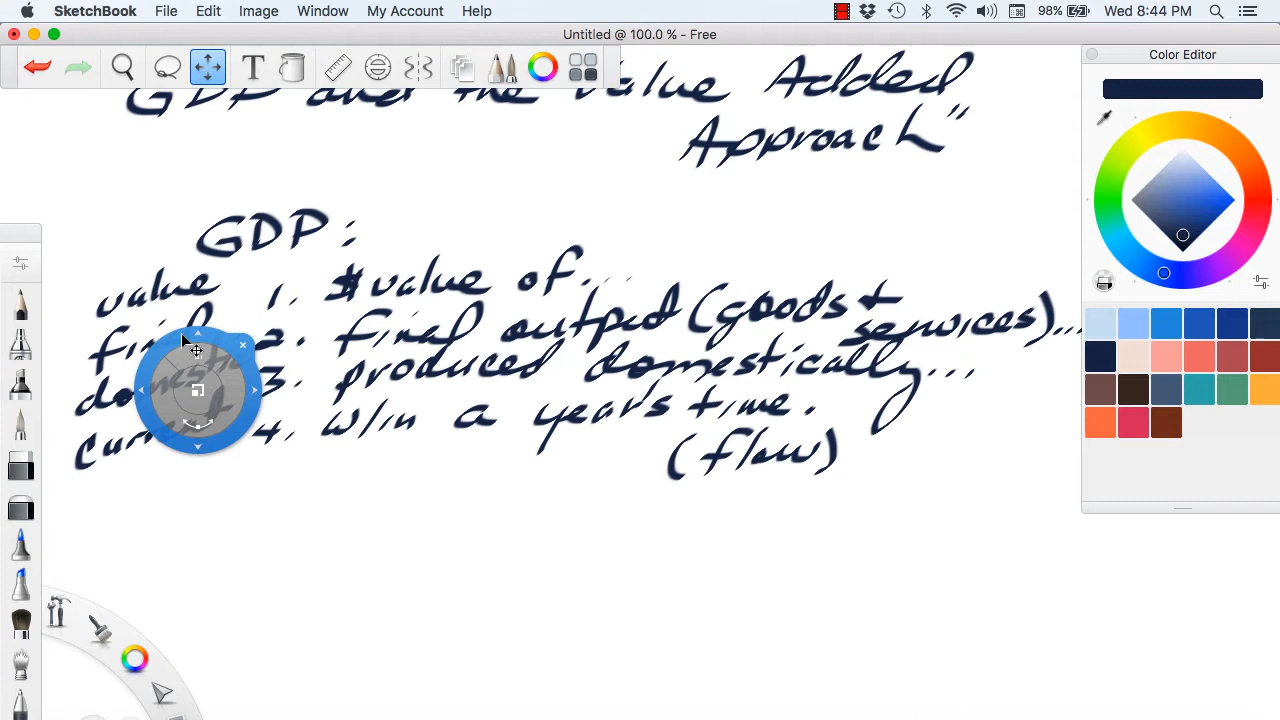 SketchBook File Edit Image Window My Account Help 98% Wed 8:44 PM
Untitled @ 100.0 % - Free
Color Editor
GDP and the Value Added
Approach"
GDP:
value 1. $ value of...
final 2. final output (goods + services)...
domestic 3. produced domestically...
4. w/in a year's time.
(flow)